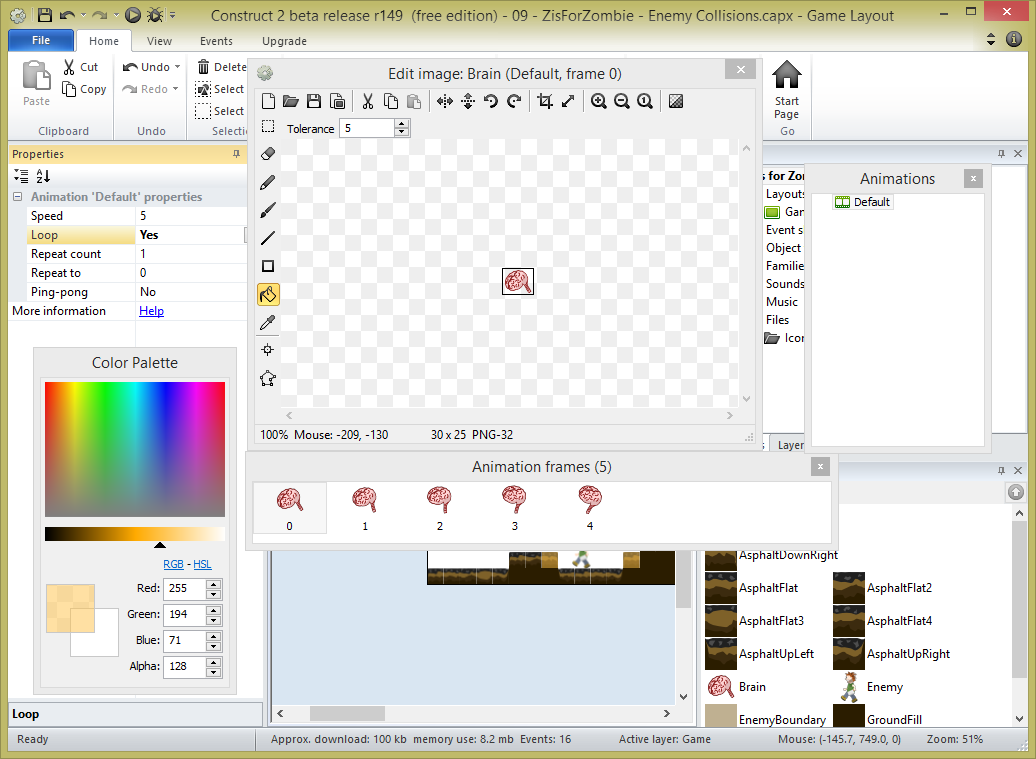 Construct 2 beta release r149 (free edition) - 09 - ZisForZombie - Enemy Collisions.capx - Game Layout
File
Home
View
Events
Upgrade
Paste
Cut
Copy
Clipboard
Undo
Redo
Undo
Delete
Select
Select
Start
Page
Go
Edit image: Brain (Default, frame 0)
Tolerance 5
100% Mouse: -209, -130 30 x 25 PNG-32
Properties
Animation 'Default' properties
Speed 5
Loop Yes
Repeat count 1
Repeat to 0
Ping-pong No
More information Help
Color Palette
RGB - HSL
Red: 255
Green: 194
Blue: 71
Alpha: 128
Animations
Default
Layouts
Event s
Object
Familie
Sounds
Music
Files
Icon
Layer
Animation frames (5)
0 1 2 3 4
AsphaltDownRight
AsphaltFlat AsphaltFlat2
AsphaltFlat3 AsphaltFlat4
AsphaltUpLeft AsphaltUpRight
Brain Enemy
EnemyBoundary GroundFill
Loop
Ready Approx. download: 100 kb memory use: 8.2 mb Events: 16 Active layer: Game Mouse: (-145.7, 749.0, 0) Zoom: 51%